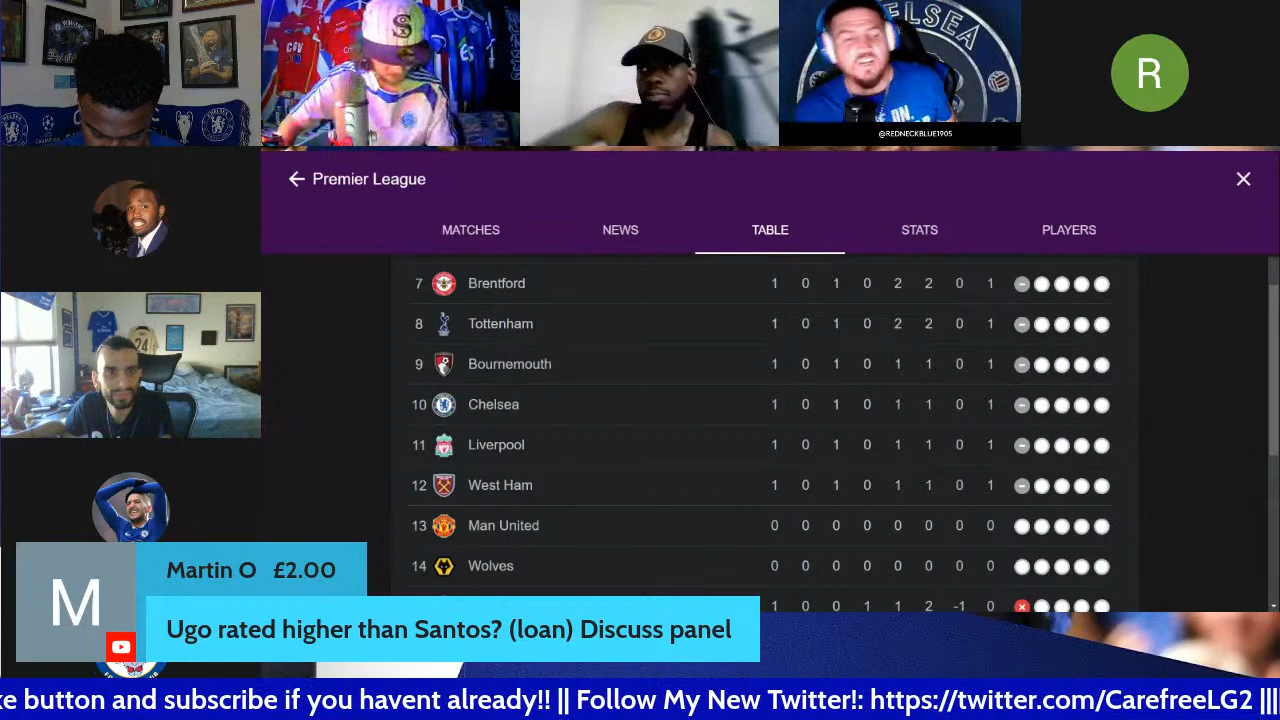 CHELSEA
@REDNECKBLUE1905
R
← Premier League ×
MATCHES NEWS TABLE STATS PLAYERS
7 Brentford 1 0 1 0 2 2 0 1
8 Tottenham 1 0 1 0 2 2 0 1
9 Bournemouth 1 0 1 0 1 1 0 1
10 Chelsea 1 0 1 0 1 1 0 1
11 Liverpool 1 0 1 0 1 1 0 1
12 West Ham 1 0 1 0 1 1 0 1
13 Man United 0 0 0 0 0 0 0 0
14 Wolves 0 0 0 0 0 0 0 0
1 0 0 1 1 2 -1 0
24
M
Martin O £2.00
Ugo rated higher than Santos? (loan) Discuss panel
ke button and subscribe if you havent already!! || Follow My New Twitter!: https://twitter.com/CarefreeLG2 |||